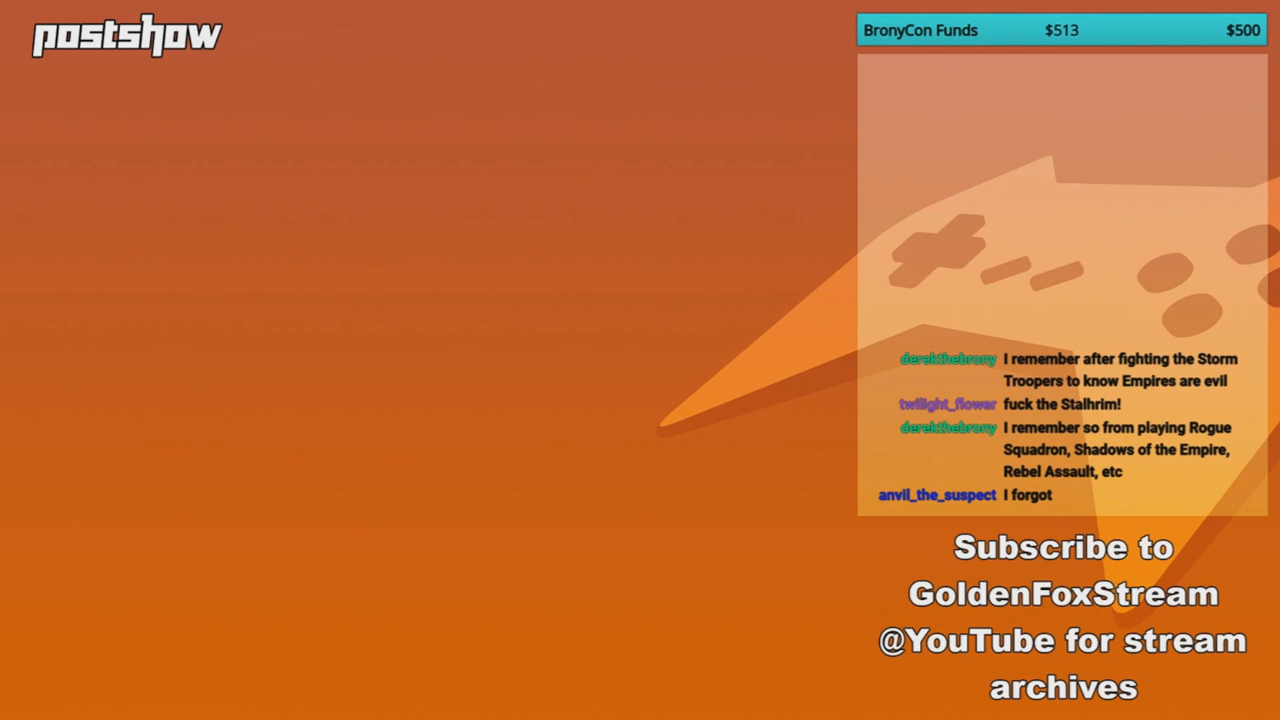 postshow
BronyCon Funds $513 $500
derekthebrony I remember after fighting the Storm
Troopers to know Empires are evil
twilight_flower fuck the Stalhrim!
derekthebrony I remember so from playing Rogue
Squadron, Shadows of the Empire,
Rebel Assault, etc
anvil_the_suspect I forgot
Subscribe to
GoldenFoxStream
@YouTube for stream
archives